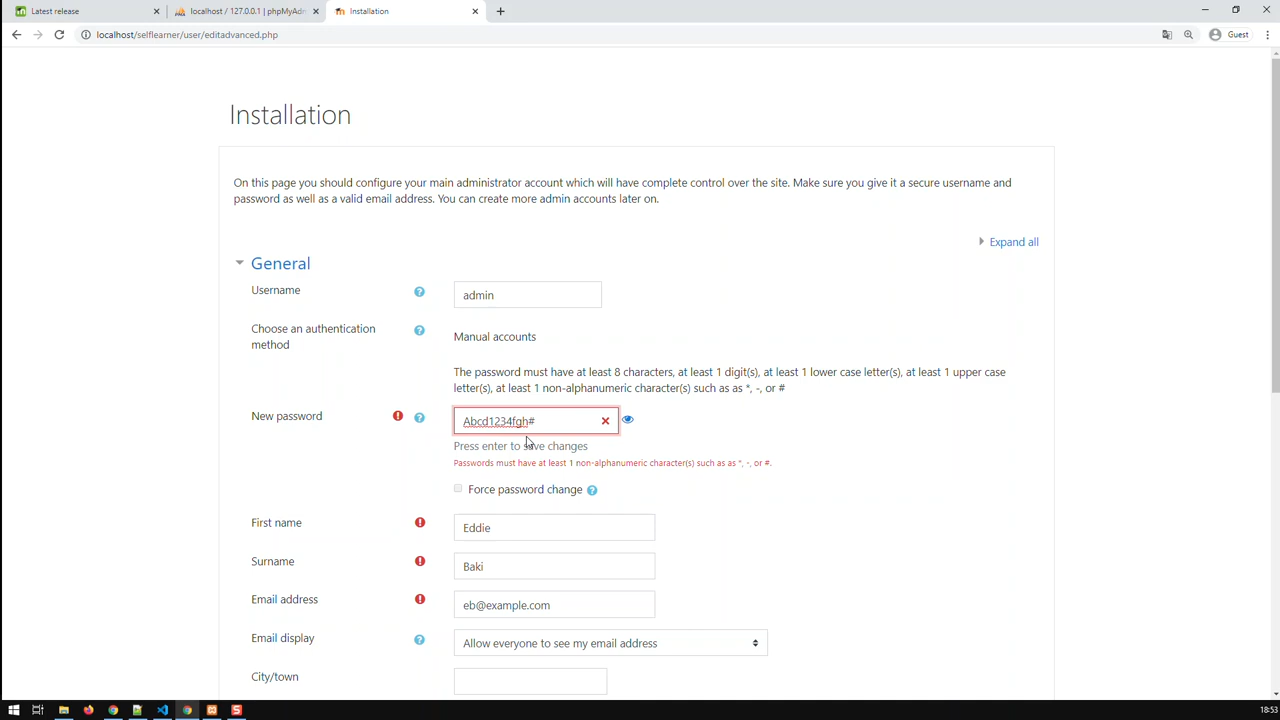 Latest release
localhost / 127.0.0.1 | phpMyAdm
Installation
localhost/selflearner/user/editadvanced.php
Guest
Installation
On this page you should configure your main administrator account which will have complete control over the site. Make sure you give it a secure username and
password as well as a valid email address. You can create more admin accounts later on.
Expand all
General
Username
admin
Choose an authentication
method
Manual accounts
The password must have at least 8 characters, at least 1 digit(s), at least 1 lower case letter(s), at least 1 upper case
letter(s), at least 1 non-alphanumeric character(s) such as as *, -, or #
New password
Abcd1234fgh#
Press enter to save changes
Passwords must have at least 1 non-alphanumeric character(s) such as as *, -, or #.
Force password change
First name
Eddie
Surname
Baki
Email address
eb@example.com
Email display
Allow everyone to see my email address
City/town
18:53